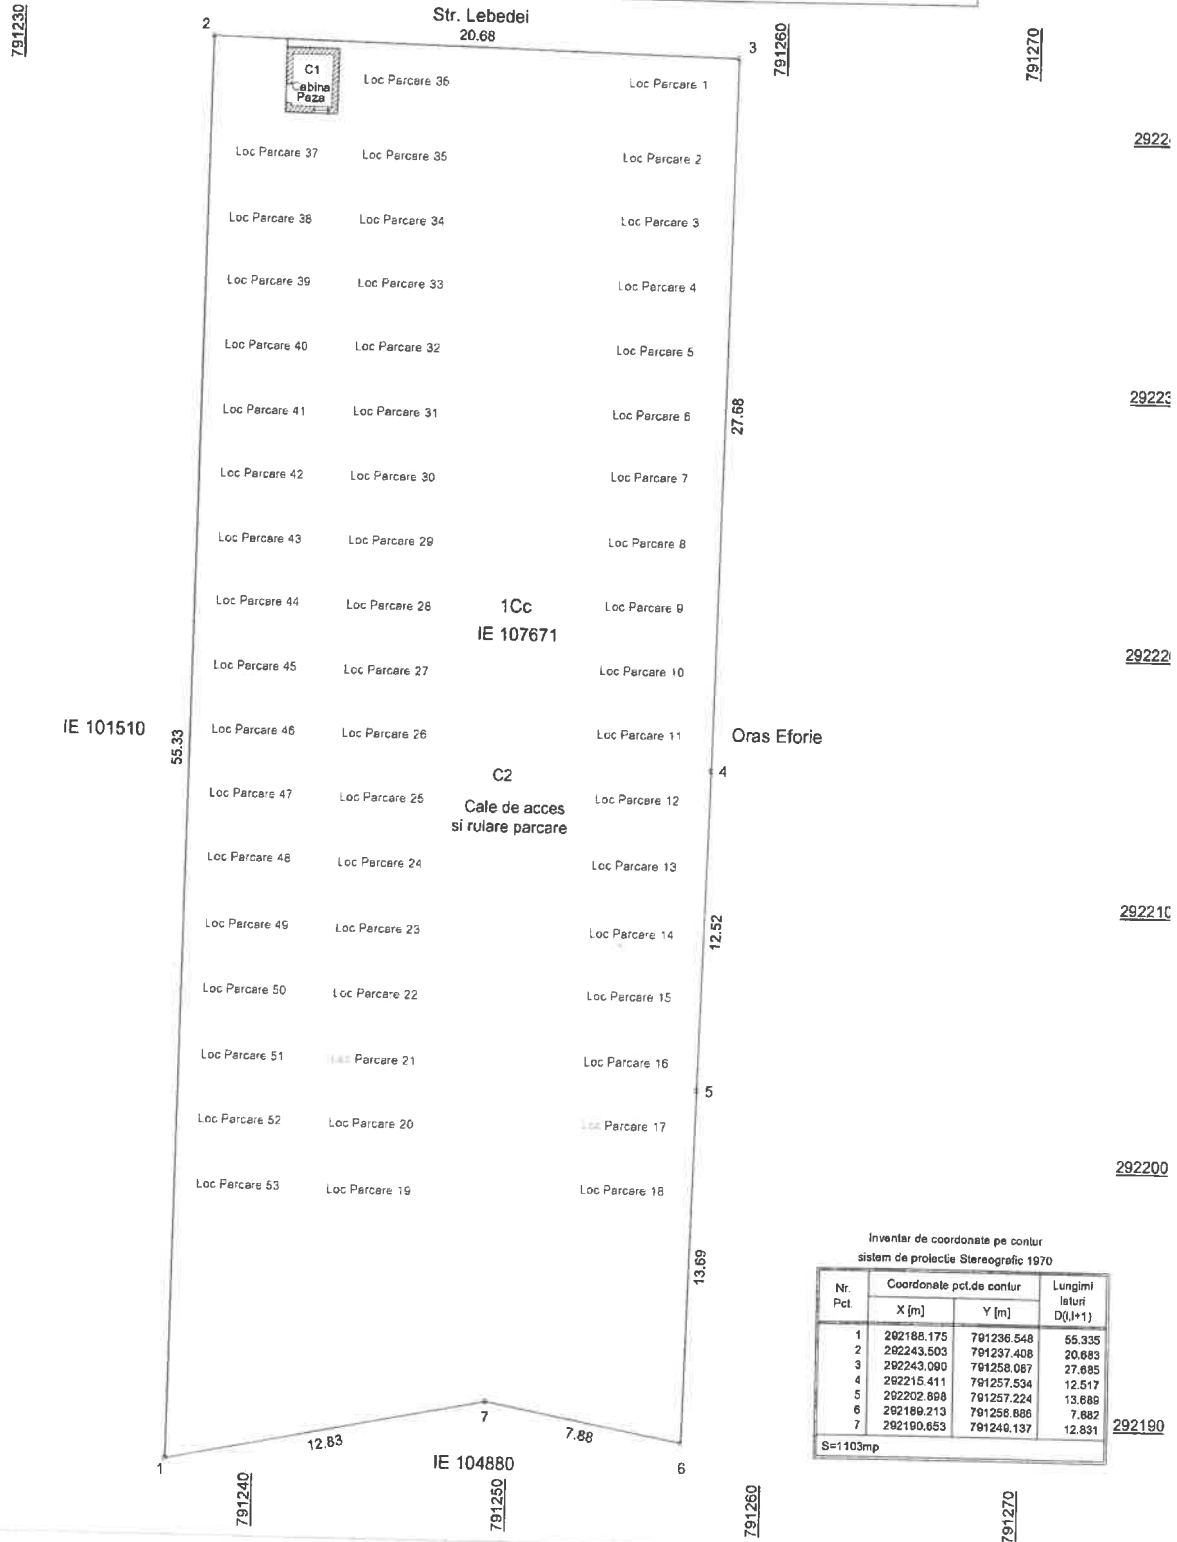 791230
Str. Lebedei
2
20.68
3
791260
791270
C1
Cabina
Paza
Loc Parcare 36
Loc Parcare 1
Loc Parcare 37
Loc Parcare 35
Loc Parcare 2
Loc Parcare 38
Loc Parcare 34
Loc Parcare 3
Loc Parcare 39
Loc Parcare 33
Loc Parcare 4
Loc Parcare 40
Loc Parcare 32
Loc Parcare 5
27.68
Loc Parcare 41
Loc Parcare 31
Loc Parcare 6
Loc Parcare 42
Loc Parcare 30
Loc Parcare 7
Loc Parcare 43
Loc Parcare 29
Loc Parcare 8
Loc Parcare 44
Loc Parcare 28
1Cc
IE 107671
Loc Parcare 9
Loc Parcare 45
Loc Parcare 27
Loc Parcare 10
IE 101510
55.33
Loc Parcare 46
Loc Parcare 26
Loc Parcare 11
Oras Eforie
4
C2
Cale de acces
si rulare parcare
Loc Parcare 47
Loc Parcare 25
Loc Parcare 12
Loc Parcare 48
Loc Parcare 24
Loc Parcare 13
292210
12.52
Loc Parcare 49
Loc Parcare 23
Loc Parcare 14
Loc Parcare 50
Loc Parcare 22
Loc Parcare 15
Loc Parcare 51
Parcare 21
Loc Parcare 16
5
Loc Parcare 52
Loc Parcare 20
Parcare 17
292200
Loc Parcare 53
Loc Parcare 19
Loc Parcare 18
13.69
Inventar de coordonate pe contur
sistem de proiectie Stereografic 1970
Nr. Pct. Coordonate pct.de contur Lungimi laturi D(i,i+1)
X [m] Y [m]
1 292188.175 791236.548 55.335
2 292243.503 791237.408 20.683
3 292243.090 791258.087 27.685
4 292215.411 791257.534 12.517
5 292202.898 791257.224 13.689
6 292189.213 791256.886 7.882
7 292190.653 791249.137 12.831
S=1103mp
292190
7
12.83
7.88
1
IE 104880
6
791240
791250
791260
791270